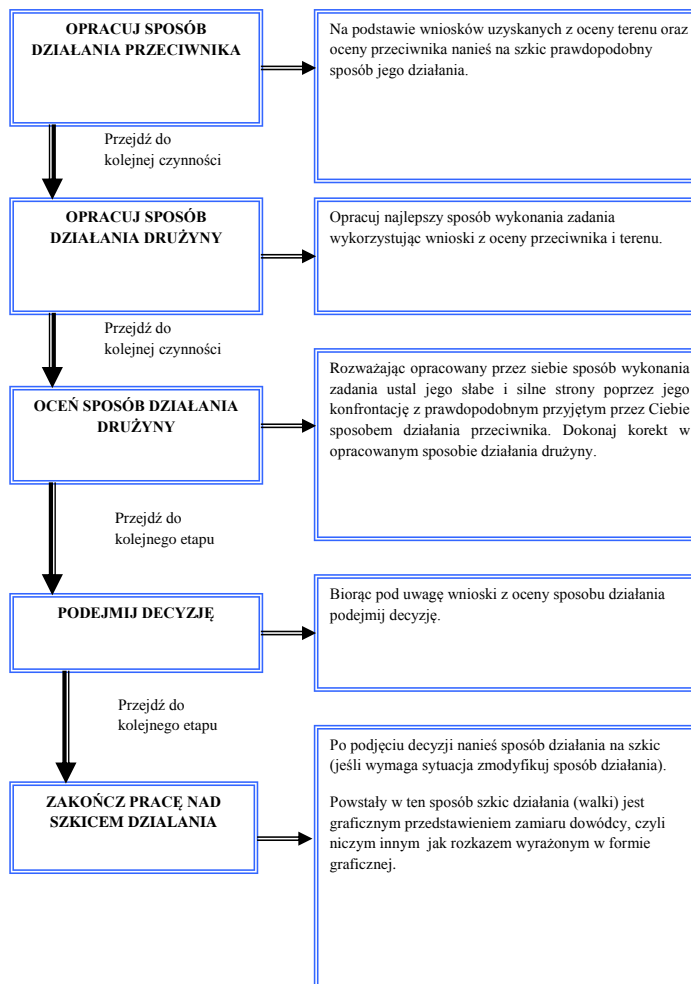 OPRACUJ SPOSÓB
DZIAŁANIA PRZECIWNIKA
Na podstawie wniosków uzyskanych z oceny terenu oraz
oceny przeciwnika nanieś na szkic prawdopodobny
sposób jego działania.
Przejdź do
kolejnej czynności
OPRACUJ SPOSÓB
DZIAŁANIA DRUŻYNY
Opracuj najlepszy sposób wykonania zadania
wykorzystując wnioski z oceny przeciwnika i terenu.
Przejdź do
kolejnej czynności
OCEŃ SPOSÓB DZIAŁANIA
DRUŻYNY
Rozważając opracowany przez siebie sposób wykonania
zadania ustal jego słabe i silne strony poprzez jego
konfrontację z prawdopodobnym przyjętym przez Ciebie
sposobem działania przeciwnika. Dokonaj korekt w
opracowanym sposobie działania drużyny.
Przejdź do
kolejnego etapu
PODEJMIJ DECYZJĘ
Biorąc pod uwagę wnioski z oceny sposobu działania
podejmij decyzję.
Przejdź do
kolejnego etapu
ZAKOŃCZ PRACĘ NAD
SZKICEM DZIALANIA
Po podjęciu decyzji nanieś sposób działania na szkic
(jeśli wymaga sytuacja zmodyfikuj sposób działania).
Powstały w ten sposób szkic działania (walki) jest
graficznym przedstawieniem zamiaru dowódcy, czyli
niczym innym jak rozkazem wyrażonym w formie
graficznej.